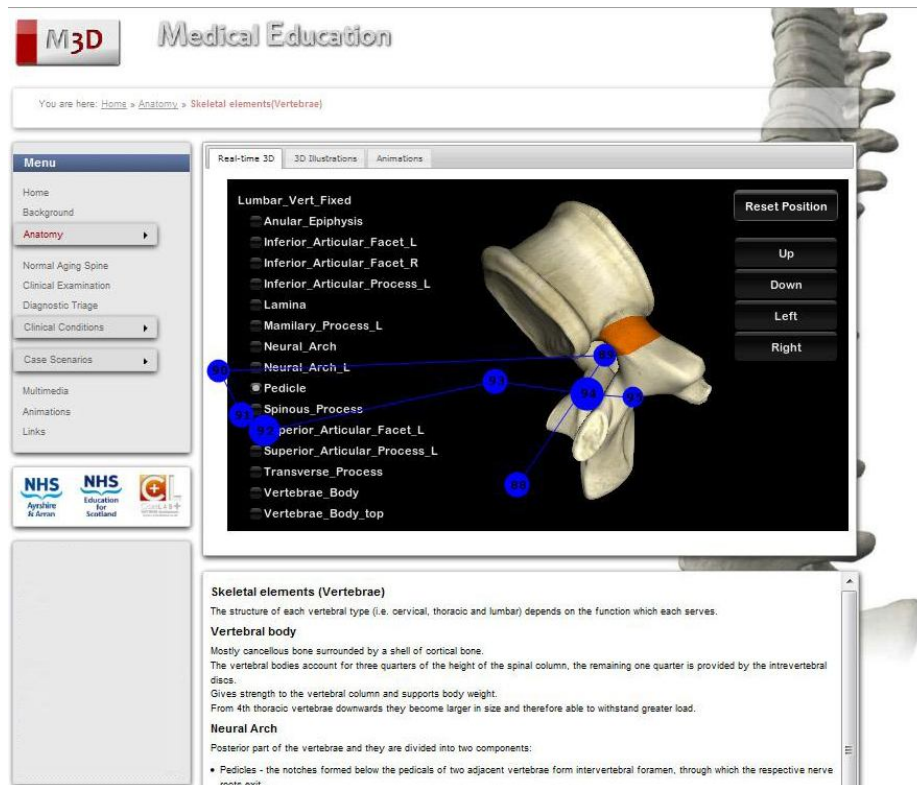 M3D Medical Education
You are here: Home » Anatomy » Skeletal elements(Vertebrae)
Menu
Home
Background
Anatomy
Normal Aging Spine
Clinical Examination
Diagnostic Triage
Clinical Conditions
Case Scenarios
Multimedia
Animations
Links
NHS
Ayrshire
& Arran
NHS
Education
for
Scotland
Real-time 3D 3D Illustrations Animations
Lumbar_Vert_Fixed
Anular_Epiphysis
Inferior_Articular_Facet_L
Inferior_Articular_Facet_R
Inferior_Articular_Process_L
Lamina
Mamilary_Process_L
Neural_Arch
Neural_Arch_L
Pedicle
Spinous_Process
Superior_Articular_Facet_L
Superior_Articular_Process_L
Transverse_Process
Vertebrae_Body
Vertebrae_Body_top
Reset Position
Up
Down
Left
Right
89
90
91
92
93
94
95
88
Skeletal elements (Vertebrae)
The structure of each vertebral type (i.e. cervical, thoracic and lumbar) depends on the function which each serves.
Vertebral body
Mostly cancellous bone surrounded by a shell of cortical bone.
The vertebral bodies account for three quarters of the height of the spinal column, the remaining one quarter is provided by the intrevertebral
discs.
Gives strength to the vertebral column and supports body weight.
From 4th thoracic vertebrae downwards they become larger in size and therefore able to withstand greater load.
Neural Arch
Posterior part of the vertebrae and they are divided into two components:
• Pedicles - the notches formed below the pedicals of two adjacent vertebrae form intervertebral foramen, through which the respective nerve
roots exit.